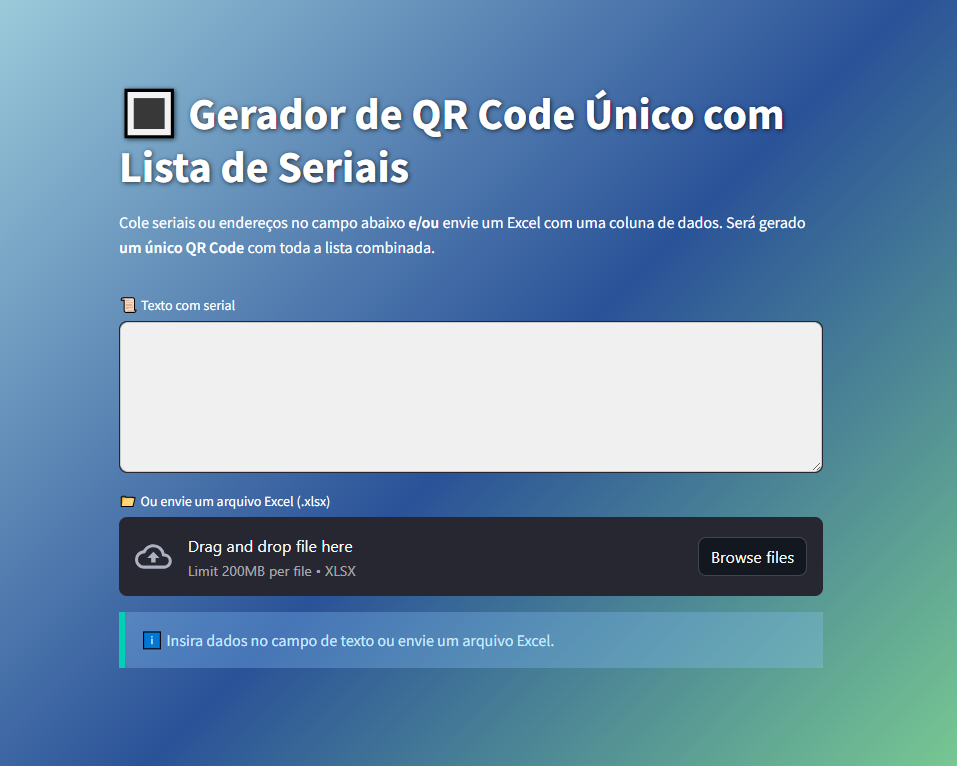 Gerador de QR Code Único com
Lista de Seriais
Cole seriais ou endereços no campo abaixo e/ou envie um Excel com uma coluna de dados. Será gerado
um único QR Code com toda a lista combinada.
Texto com serial
Ou envie um arquivo Excel (.xlsx)
Drag and drop file here
Limit 200MB per file • XLSX
Browse files
Insira dados no campo de texto ou envie um arquivo Excel.